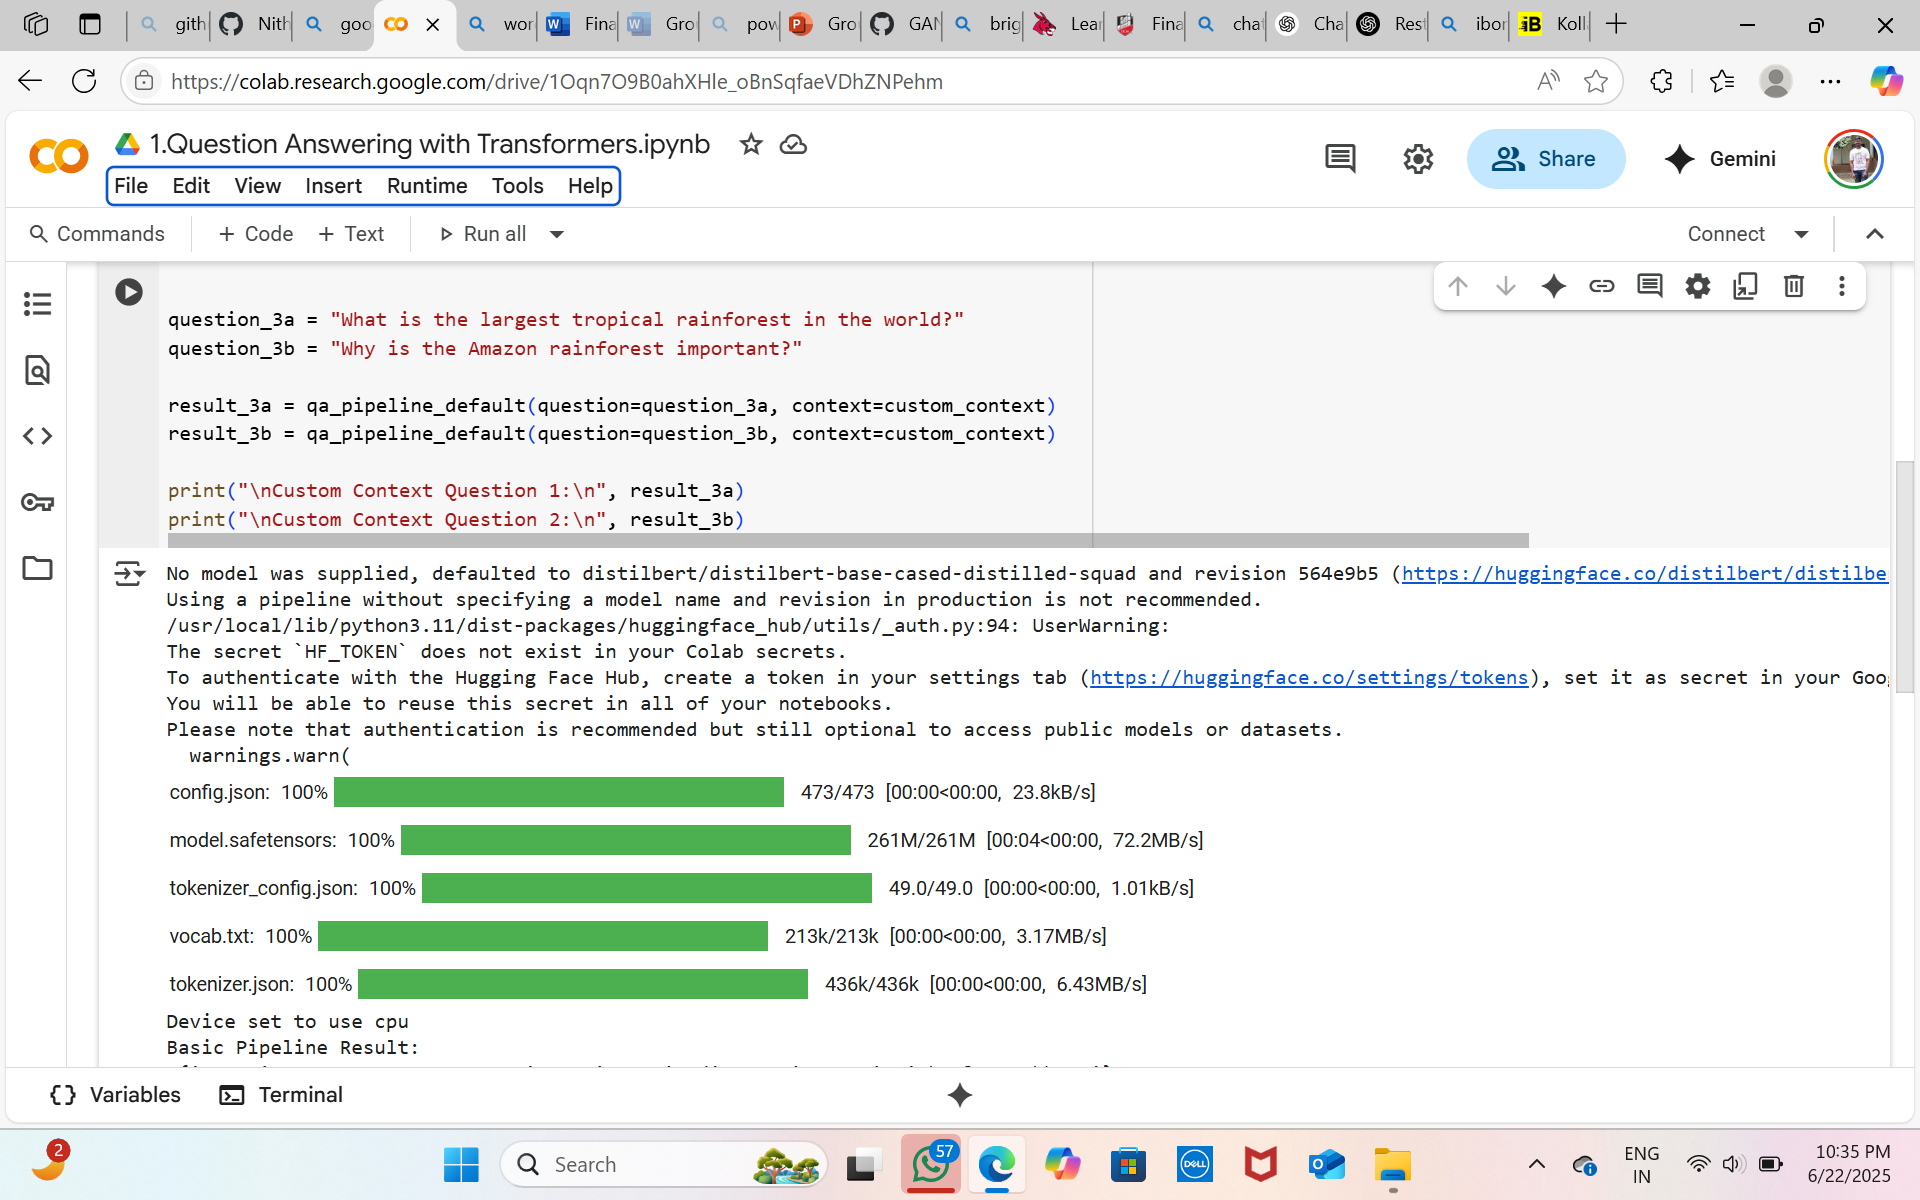 gith
Nith
goo
wor
Fina
Gro
pow
Gro
GAN
brig
Lear
Fina
chat
Cha
Rest
ibor
iB
Koll
https://colab.research.google.com/drive/1Oqn7O9B0ahXHle_oBnSqfaeVDhZNPehm
1.Question Answering with Transformers.ipynb
Share
Gemini
File Edit View Insert Runtime Tools Help
Commands
+ Code
+ Text
Run all
Connect
question_3a = "What is the largest tropical rainforest in the world?"
question_3b = "Why is the Amazon rainforest important?"
result_3a = qa_pipeline_default(question=question_3a, context=custom_context)
result_3b = qa_pipeline_default(question=question_3b, context=custom_context)
print("\nCustom Context Question 1:\n", result_3a)
print("\nCustom Context Question 2:\n", result_3b)
No model was supplied, defaulted to distilbert/distilbert-base-cased-distilled-squad and revision 564e9b5 (https://huggingface.co/distilbert/distilbe
Using a pipeline without specifying a model name and revision in production is not recommended.
/usr/local/lib/python3.11/dist-packages/huggingface_hub/utils/_auth.py:94: UserWarning:
The secret `HF_TOKEN` does not exist in your Colab secrets.
To authenticate with the Hugging Face Hub, create a token in your settings tab (https://huggingface.co/settings/tokens), set it as secret in your Goog
You will be able to reuse this secret in all of your notebooks.
Please note that authentication is recommended but still optional to access public models or datasets.
warnings.warn(
config.json: 100% 473/473 [00:00<00:00, 23.8kB/s]
model.safetensors: 100% 261M/261M [00:04<00:00, 72.2MB/s]
tokenizer_config.json: 100% 49.0/49.0 [00:00<00:00, 1.01kB/s]
vocab.txt: 100% 213k/213k [00:00<00:00, 3.17MB/s]
tokenizer.json: 100% 436k/436k [00:00<00:00, 6.43MB/s]
Device set to use cpu
Basic Pipeline Result:
Variables
Terminal
2
Search
57
DELL
ENG
IN
10:35 PM
6/22/2025